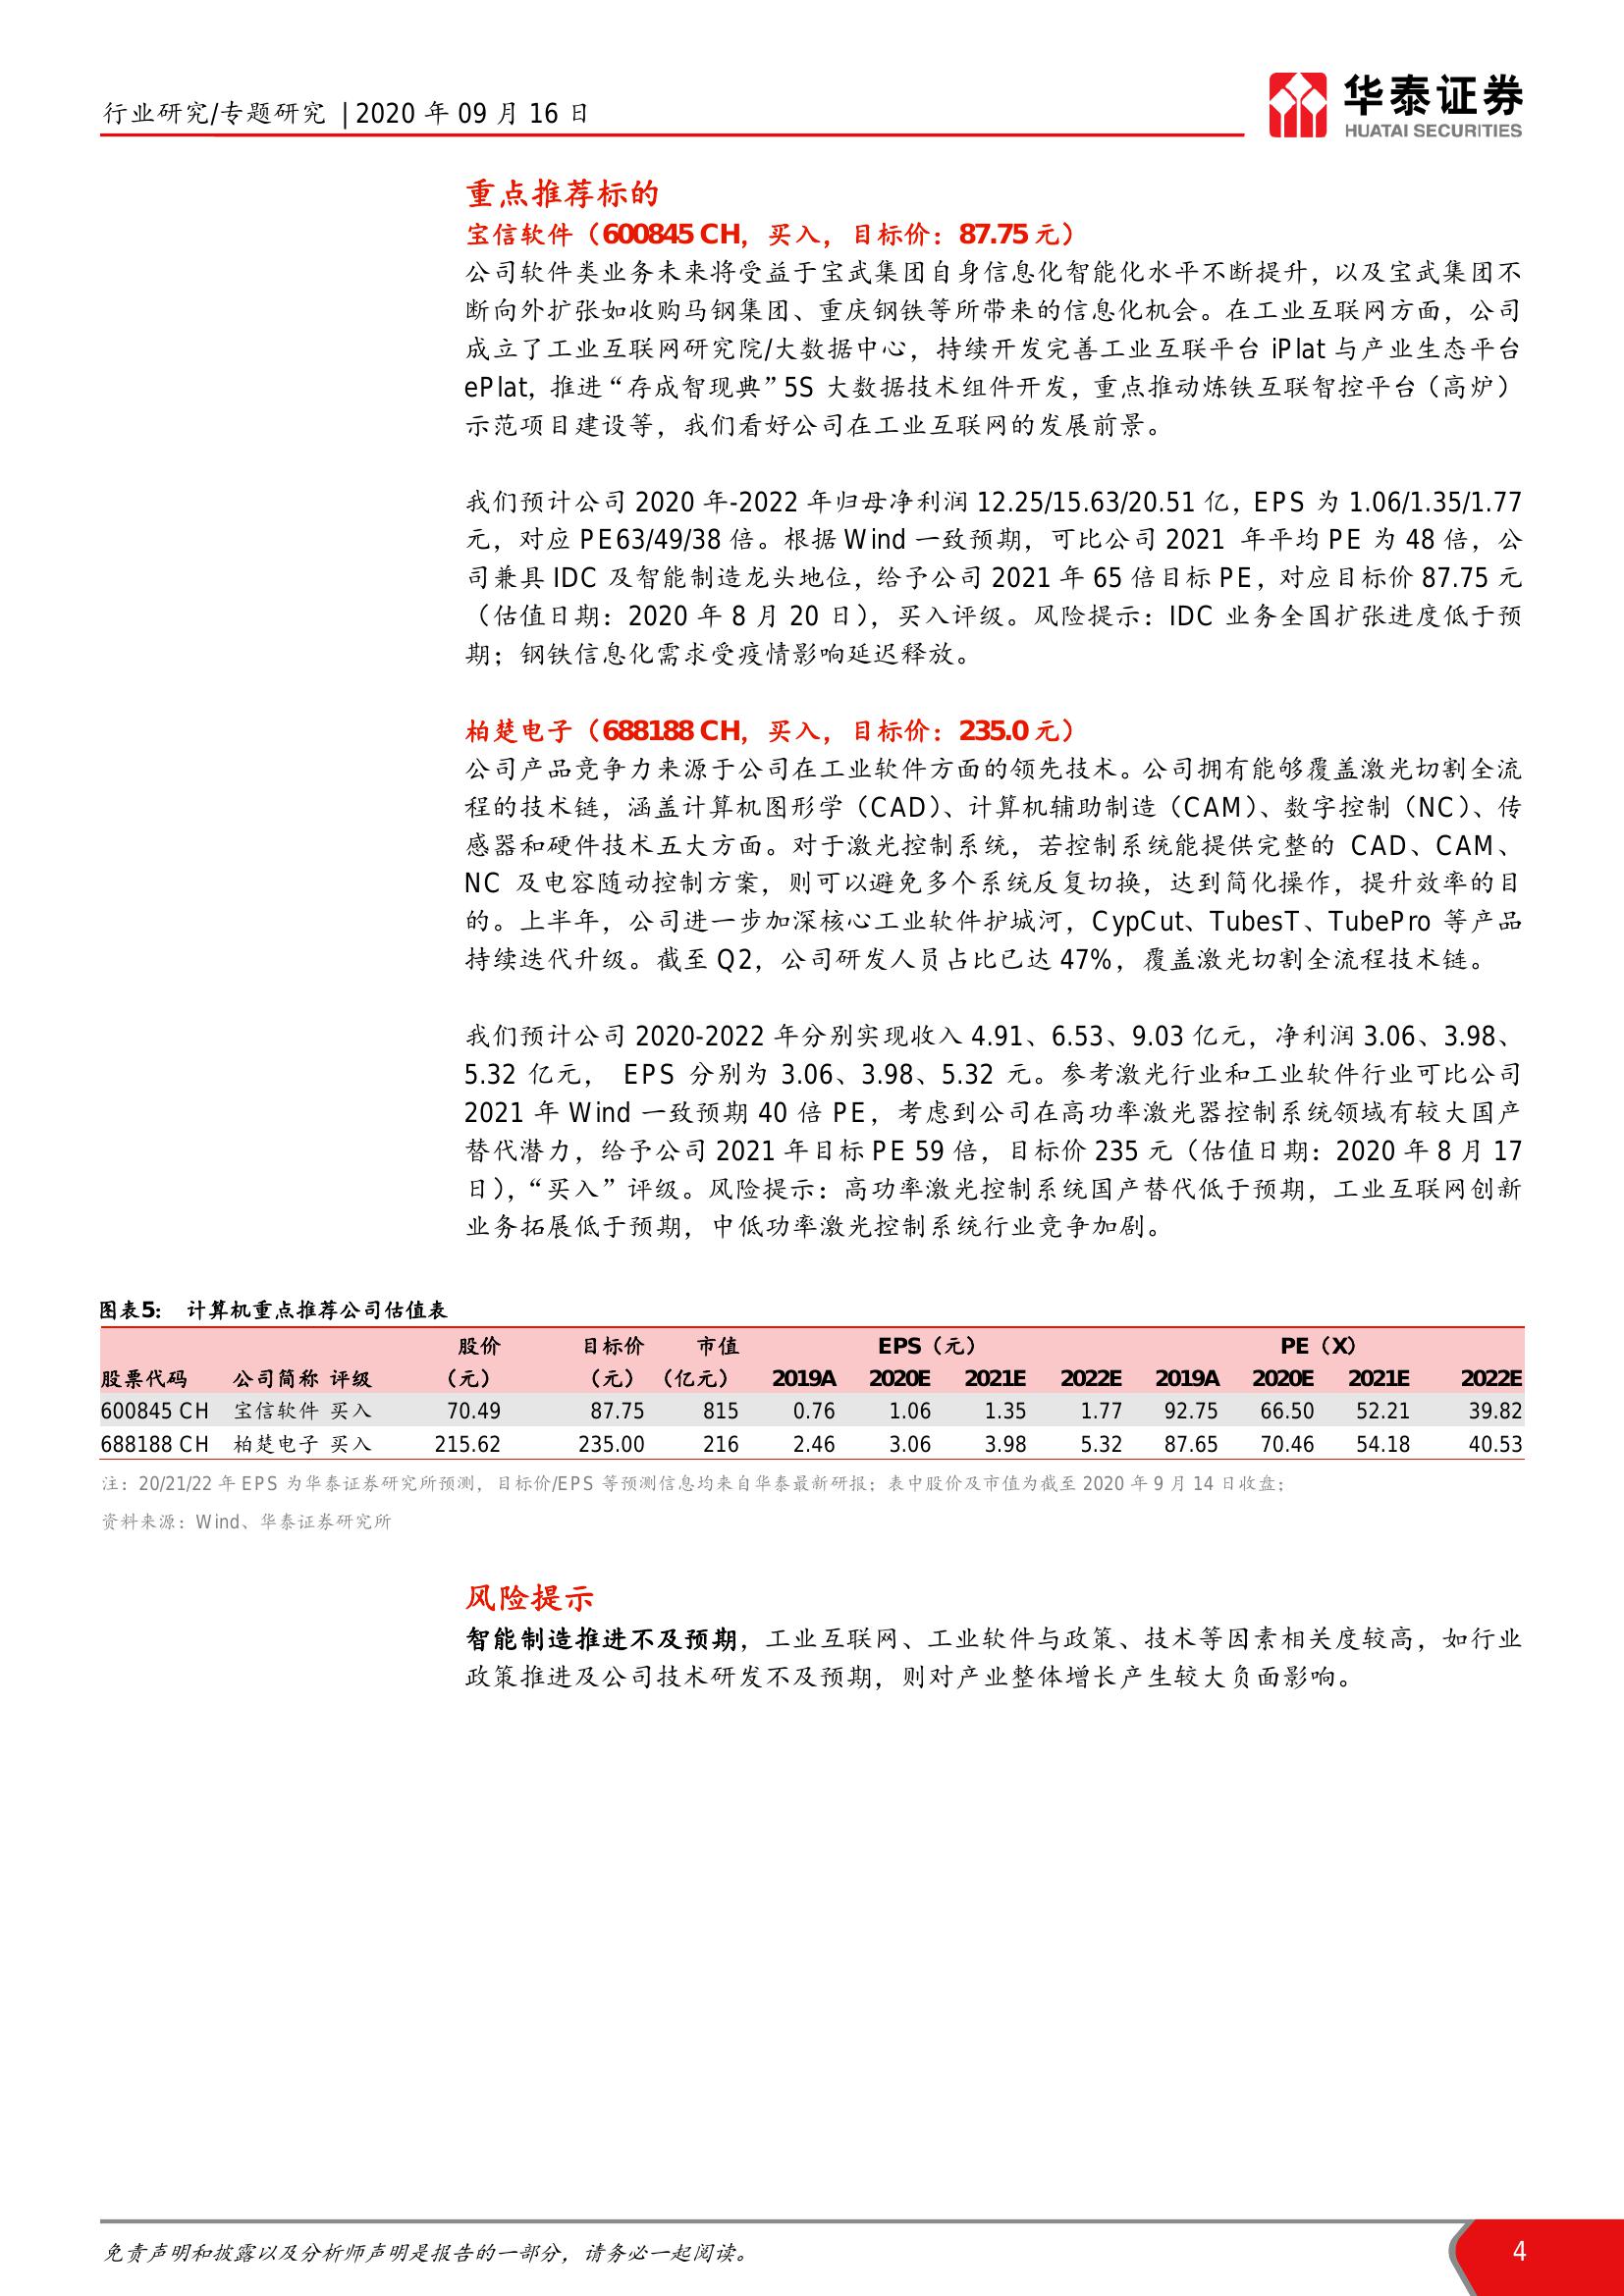 行业研究/专题研究 | 2020 年 09 月 16 日
华泰证券
HUATAI SECURITIES
重点推荐标的
宝信软件（600845 CH，买入，目标价：87.75 元）
公司软件类业务未来将受益于宝武集团自身信息化智能化水平不断提升，以及宝武集团不
断向外扩张如收购马钢集团、重庆钢铁等所带来的信息化机会。在工业互联网方面，公司
成立了工业互联网研究院/大数据中心，持续开发完善工业互联平台 iPlat 与产业生态平台
ePlat，推进“存成智现典”5S 大数据技术组件开发，重点推动炼铁互联智控平台（高炉）
示范项目建设等，我们看好公司在工业互联网的发展前景。
我们预计公司 2020 年-2022 年归母净利润 12.25/15.63/20.51 亿，EPS 为 1.06/1.35/1.77
元，对应 PE63/49/38 倍。根据 Wind 一致预期，可比公司 2021 年平均 PE 为 48 倍，公
司兼具 IDC 及智能制造龙头地位，给予公司 2021 年 65 倍目标 PE，对应目标价 87.75 元
（估值日期：2020 年 8 月 20 日），买入评级。风险提示：IDC 业务全国扩张进度低于预
期；钢铁信息化需求受疫情影响延迟释放。
柏楚电子（688188 CH，买入，目标价：235.0 元）
公司产品竞争力来源于公司在工业软件方面的领先技术。公司拥有能够覆盖激光切割全流
程的技术链，涵盖计算机图形学（CAD）、计算机辅助制造（CAM）、数字控制（NC）、传
感器和硬件技术五大方面。对于激光控制系统，若控制系统能提供完整的 CAD、CAM、
NC 及电容随动控制方案，则可以避免多个系统反复切换，达到简化操作，提升效率的目
的。上半年，公司进一步加深核心工业软件护城河，CypCut、TubesT、TubePro 等产品
持续迭代升级。截至 Q2，公司研发人员占比已达 47%，覆盖激光切割全流程技术链。
我们预计公司 2020-2022 年分别实现收入 4.91、6.53、9.03 亿元，净利润 3.06、3.98、
5.32 亿元， EPS 分别为 3.06、3.98、5.32 元。参考激光行业和工业软件行业可比公司
2021 年 Wind 一致预期 40 倍 PE，考虑到公司在高功率激光器控制系统领域有较大国产
替代潜力，给予公司 2021 年目标 PE 59 倍，目标价 235 元（估值日期：2020 年 8 月 17
日），“买入”评级。风险提示：高功率激光控制系统国产替代低于预期，工业互联网创新
业务拓展低于预期，中低功率激光控制系统行业竞争加剧。
图表5： 计算机重点推荐公司估值表
股价 目标价 市值 EPS（元） PE（X）
股票代码 公司简称 评级 （元） （元） （亿元） 2019A 2020E 2021E 2022E 2019A 2020E 2021E 2022E
600845 CH 宝信软件 买入 70.49 87.75 815 0.76 1.06 1.35 1.77 92.75 66.50 52.21 39.82
688188 CH 柏楚电子 买入 215.62 235.00 216 2.46 3.06 3.98 5.32 87.65 70.46 54.18 40.53
注：20/21/22 年 EPS 为华泰证券研究所预测，目标价/EPS 等预测信息均来自华泰最新研报；表中股价及市值为截至 2020 年 9 月 14 日收盘；
资料来源：Wind、华泰证券研究所
风险提示
智能制造推进不及预期，工业互联网、工业软件与政策、技术等因素相关度较高，如行业
政策推进及公司技术研发不及预期，则对产业整体增长产生较大负面影响。
免责声明和披露以及分析师声明是报告的一部分，请务必一起阅读。
4